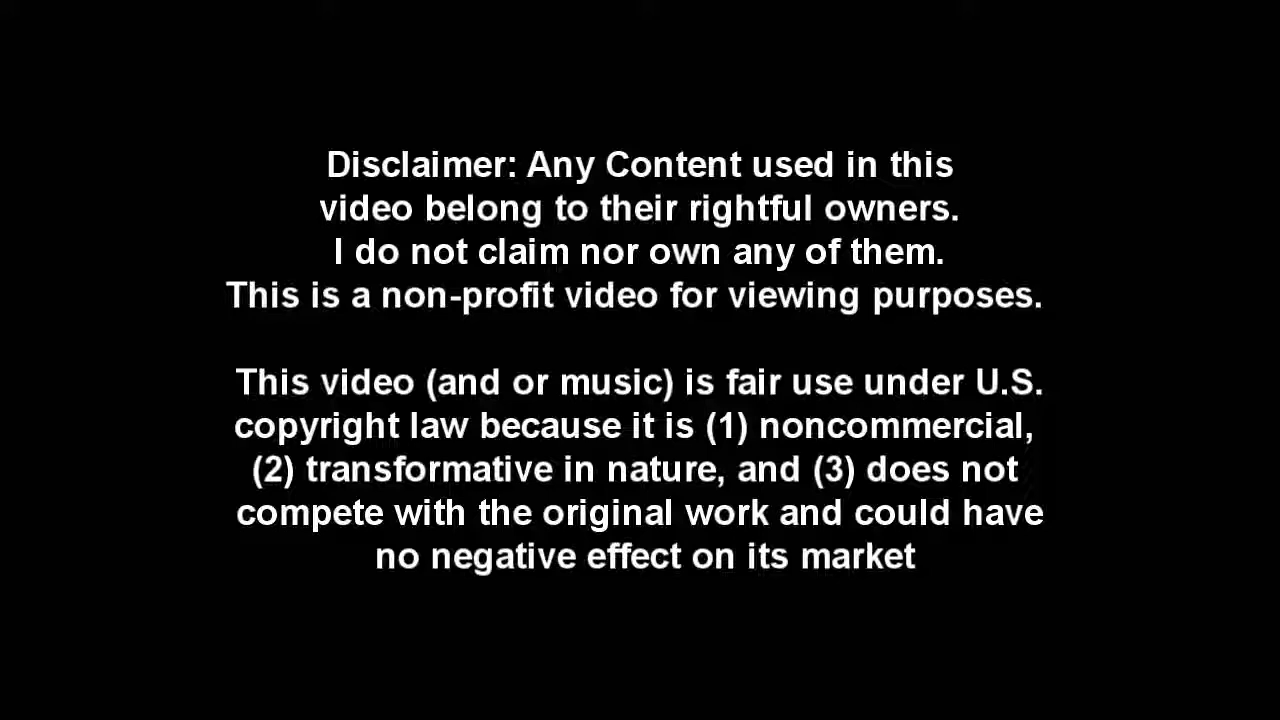 Disclaimer: Any Content used in this
video belong to their rightful owners.
I do not claim nor own any of them.
This is a non-profit video for viewing purposes.
This video (and or music) is fair use under U.S.
copyright law because it is (1) noncommercial,
(2) transformative in nature, and (3) does not
compete with the original work and could have
no negative effect on its market